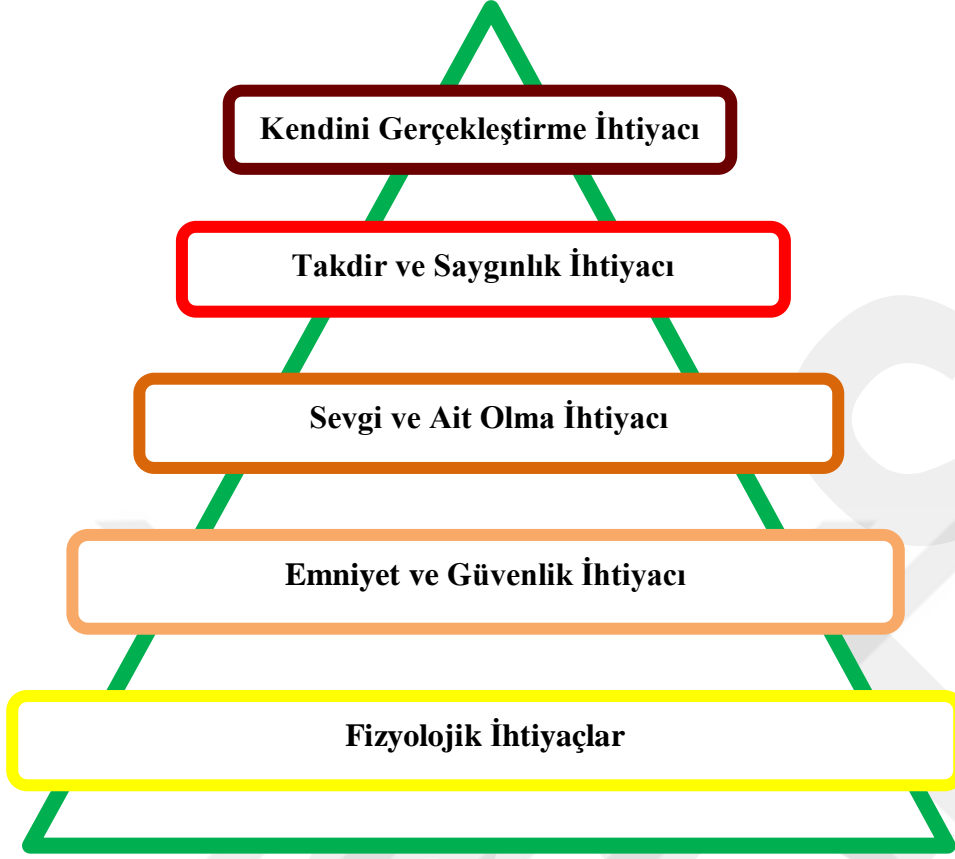 Kendini Gerçekleştirme İhtiyacı
Takdir ve Saygınlık İhtiyacı
Sevgi ve Ait Olma İhtiyacı
Emniyet ve Güvenlik İhtiyacı
Fizyolojik İhtiyaçlar